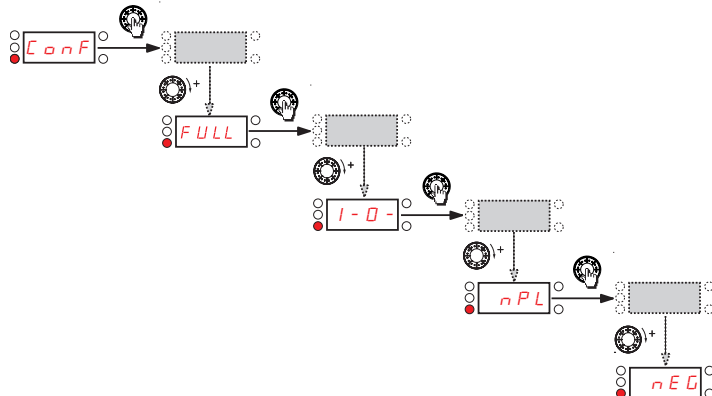 ConF
+
FULL
+
I-O-
+
nPL
+
nEG